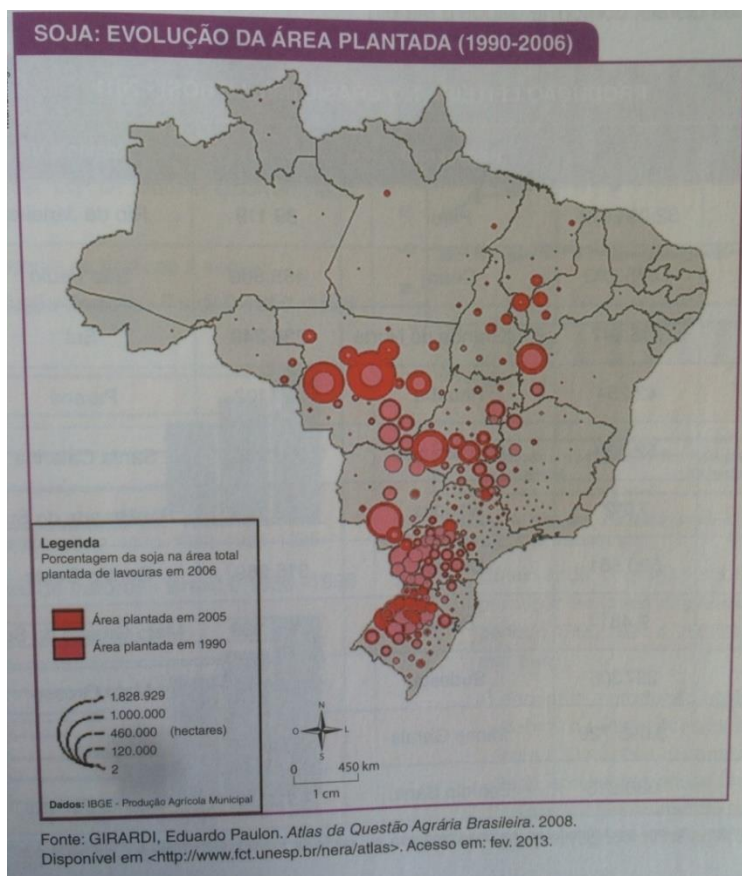 SOJA: EVOLUÇÃO DA ÁREA PLANTADA (1990-2006)
Legenda
Porcentagem da soja na área total
plantada de lavouras em 2006
Área plantada em 2005
Área plantada em 1990
1.828.929
1.000.000
460.000 (hectares)
120.000
2
N
O L
S
0 450 km
1 cm
Dados: IBGE - Produção Agrícola Municipal
Fonte: GIRARDI, Eduardo Paulon. Atlas da Questão Agrária Brasileira. 2008.
Disponível em <http://www.fct.unesp.br/nera/atlas>. Acesso em: fev. 2013.